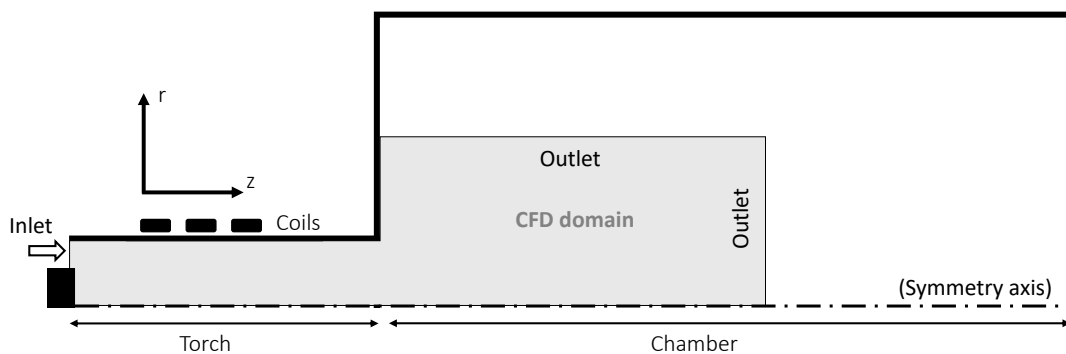 r
z
Coils
Inlet
Outlet
CFD domain
Outlet
(Symmetry axis)
Torch
Chamber